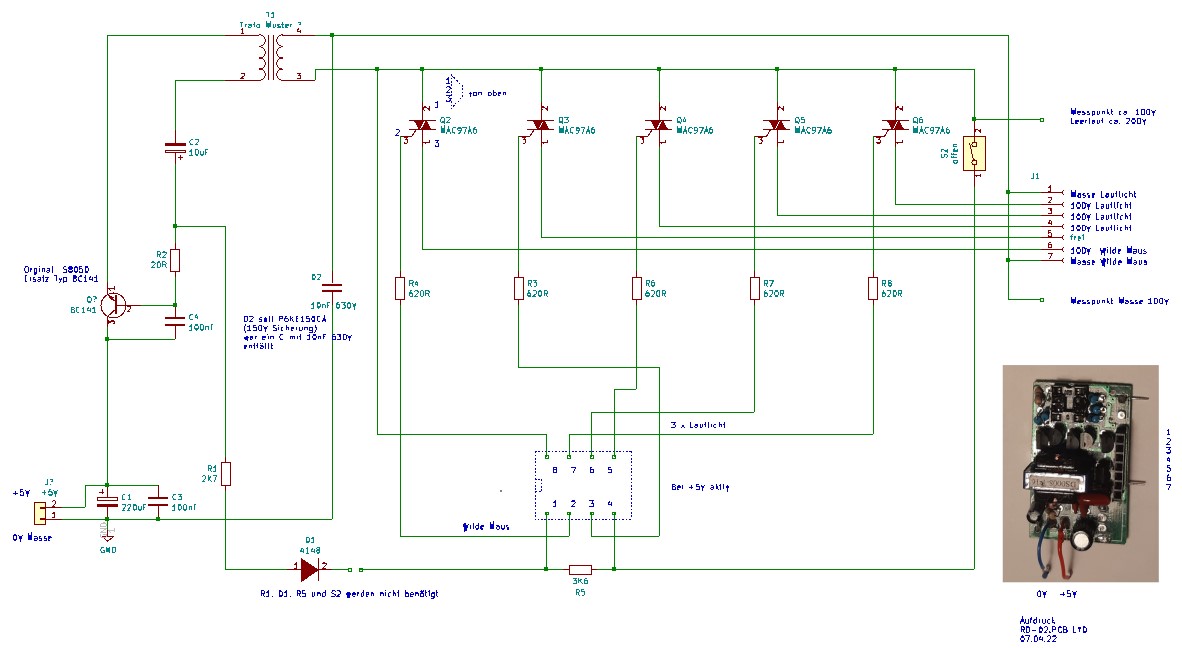 T1
Trafo Muster ?
1
4
2
3
1
von oben
2
3
Q2
MAC97A6
Q3
MAC97A6
Q4
MAC97A6
Q5
MAC97A6
Q6
MAC97A6
S2
offen
Messpunkt ca. 100V
Leerlauf ca. 200V
C2
10uF
J1
1 Masse Lauflicht
2 100V Lauflicht
3 100V Lauflicht
4 100V Lauflicht
5 frei
6 100V Wilde Maus
7 Masse Wilde Maus
R2
20R
Orginal S8050
Ersatz Typ BC141
Q?
BC141
C4
100nF
D2
10nF 630V
D2 soll P6KE150CA
(150V Sicherung)
war ein C mit 10nF 630V
entfällt
R4
620R
R3
620R
R6
620R
R7
620R
R8
620R
Messpunkt Masse 100V
3 x Lauflicht
8 7 6 5
1 2 3 4
Bei +5V aktiv
Wilde Maus
R1
2K7
J?
+5V
+5V
2
1
C1
220uF
C3
100nF
0V Masse
GND
GND
D1
4148
1
2
3K6
R5
R1, D1, R5 und S2 werden nicht benötigt
1
2
3
4
5
6
7
0V +5V
Aufdruck
RD-02.PCB LTD
07.04.22